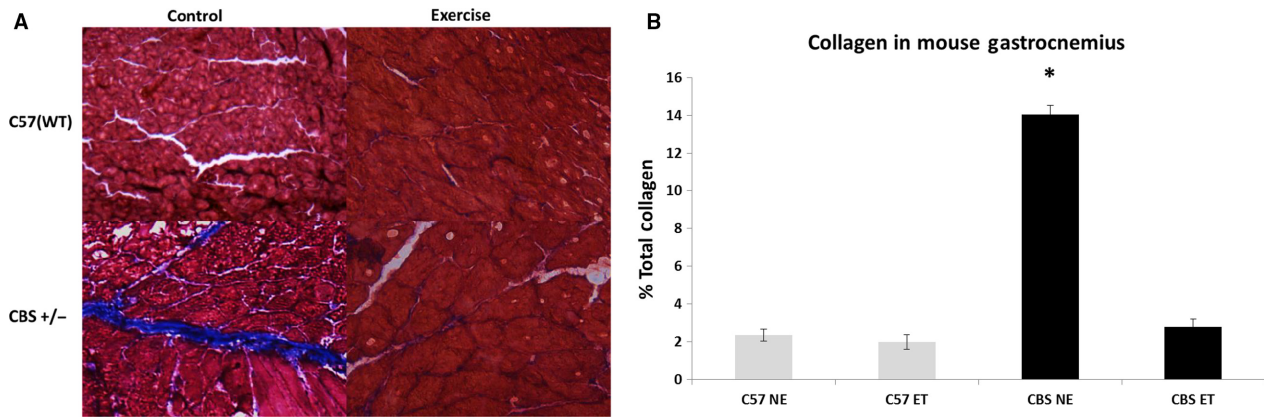 A
Control
Exercise
C57(WT)
CBS +/–
B
Collagen in mouse gastrocnemius
*
% Total collagen
16
14
12
10
8
6
4
2
0
C57 NE
C57 ET
CBS NE
CBS ET